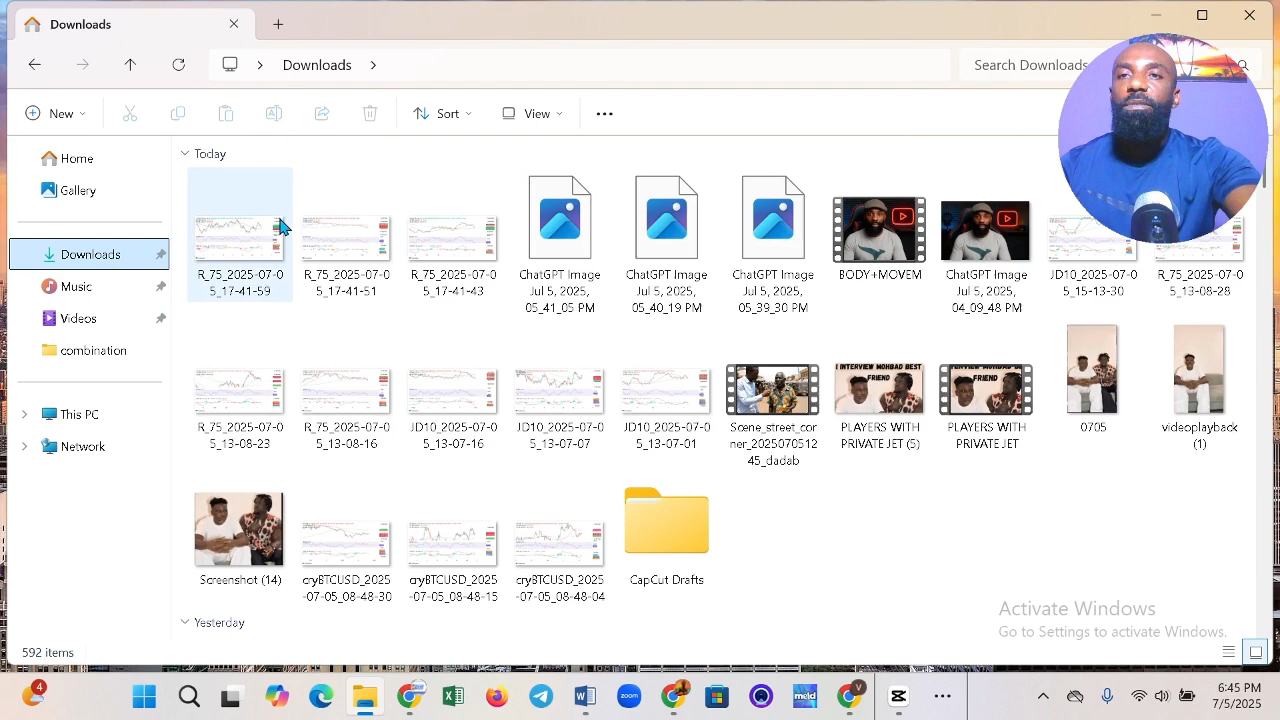 Downloads
Downloads
Search Downloads
New
Sort
View
Home
Gallery
Downloads
Music
Videos
combination
This PC
Network
Today
R_75_2025-07-0
5_17-41-59
R_75_2025-07-0
5_17-41-51
R_75_2025-07-0
5_17-41-43
ChatGPT Image
Jul 5, 2025,
05_41_05 PM
ChatGPT Image
Jul 5, 2025,
05_40_19 PM
ChatGPT Image
Jul 5, 2025,
05_39_30 PM
BODY+MOVEM
ChatGPT Image
Jul 5, 2025,
04_09_48 PM
JD10_2025-07-0
5_15-13-30
R_75_2025-07-0
5_13-08-28
R_75_2025-07-0
5_13-08-23
R_75_2025-07-0
5_13-08-16
JD10_2025-07-0
5_13-07-16
JD10_2025-07-0
5_13-07-07
JD10_2025-07-0
5_13-07-01
Scene_street_cor
ner_2025070512
45_dadab
I INTERVIEW MOHBAD BEST
FRIEND
PLAYERS WITH
PRIVATE JET (5)
FRIEND
PLAYERS WITH
PRIVATE JET
0705
videoplayback
(1)
Screenshot (14)
cryBTCUSD_2025
-07-05_08-48-30
cryBTCUSD_2025
-07-05_08-48-15
cryBTCUSD_2025
-07-05_08-48-04
CapCut Drafts
Yesterday
Activate Windows
Go to Settings to activate Windows.
592 items
4
zoom
meld
V
6:45 PM
7/5/2025